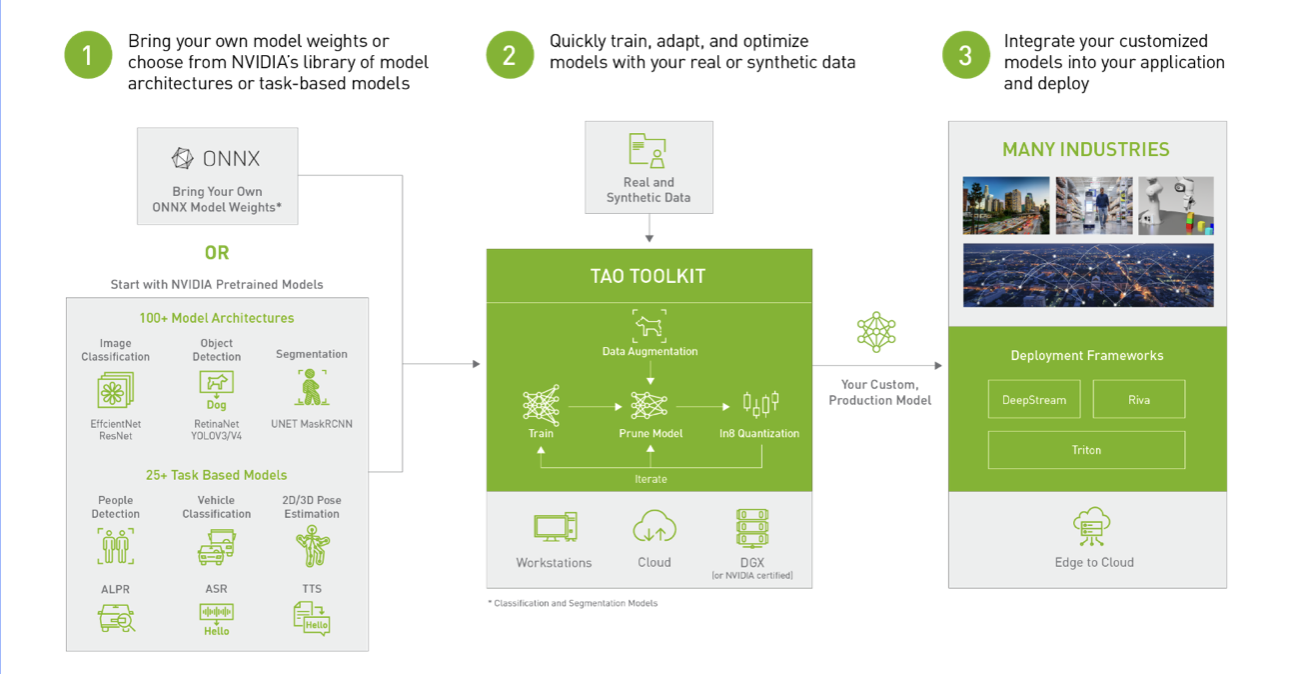 1
Bring your own model weights or
choose from NVIDIA's library of model
architectures or task-based models
ONNX
Bring Your Own
ONNX Model Weights*
OR
Start with NVIDIA Pretrained Models
100+ Model Architectures
Image
Classification
EffcientNet
ResNet
Object
Detection
Dog
RetinaNet
YOLOV3/V4
Segmentation
UNET MaskRCNN
25+ Task Based Models
People
Detection
Vehicle
Classification
2D/3D Pose
Estimation
ALPR
ASR
Hello
TTS
Hello
2
Quickly train, adapt, and optimize
models with your real or synthetic data
Real and
Synthetic Data
TAO TOOLKIT
Data Augmentation
Train
Prune Model
In8 Quantization
Iterate
Workstations
Cloud
DGX
(or NVIDIA certified)
* Classification and Segmentation Models
Your Custom,
Production Model
3
Integrate your customized
models into your application
and deploy
MANY INDUSTRIES
Deployment Frameworks
DeepStream
Riva
Triton
Edge to Cloud